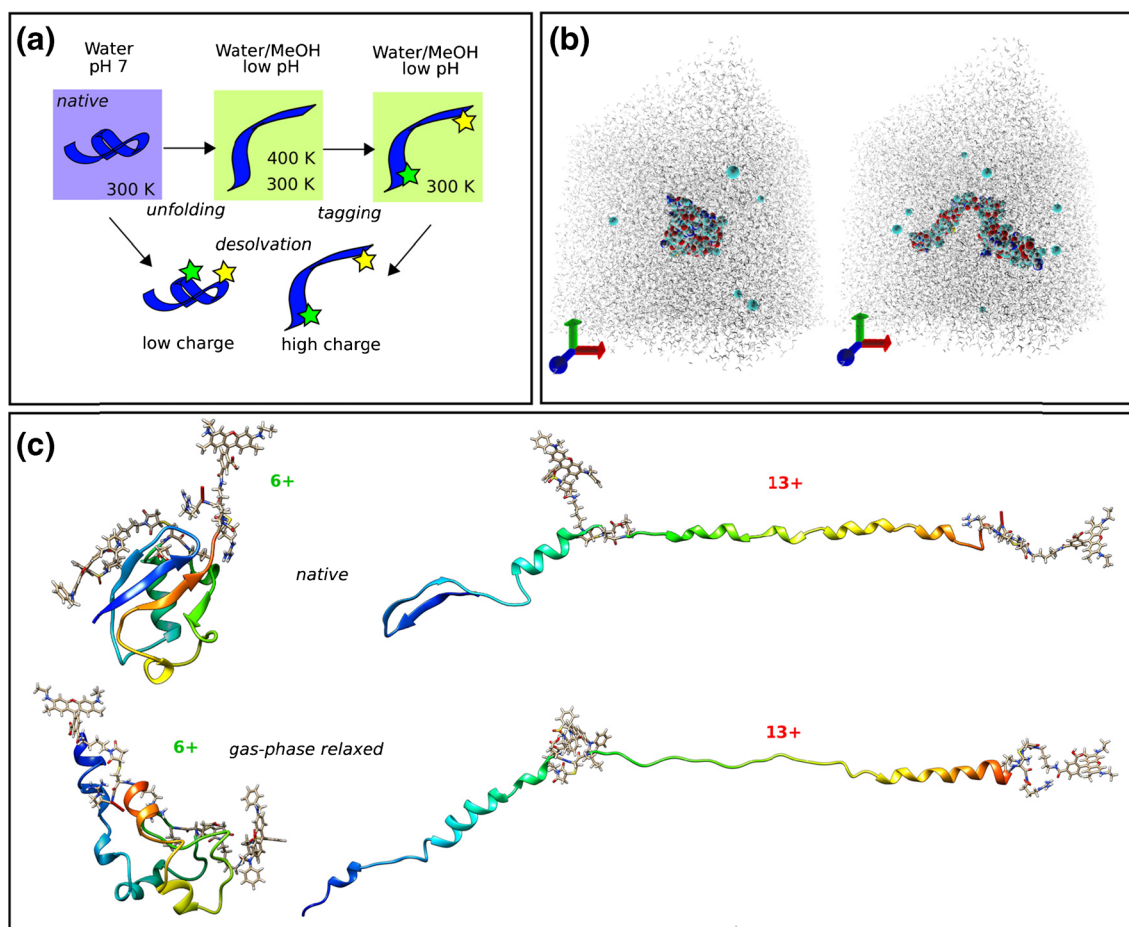 (a)
Water
pH 7
Water/MeOH
low pH
Water/MeOH
low pH
native
300 K
400 K
300 K
300 K
unfolding
tagging
desolvation
low charge
high charge
(b)
(c)
6+
13+
native
6+
gas-phase relaxed
13+